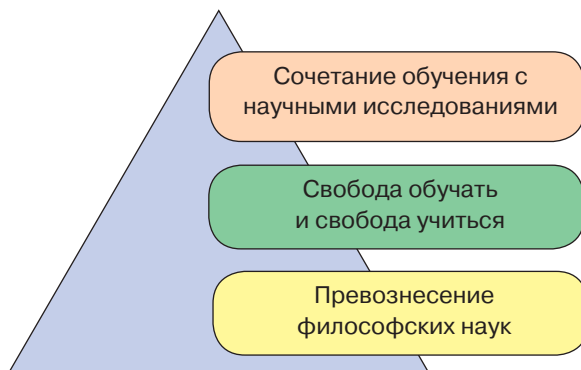 Сочетание обучения с
научными исследованиями
Свобода обучать
и свобода учиться
Превознесение
философских наук